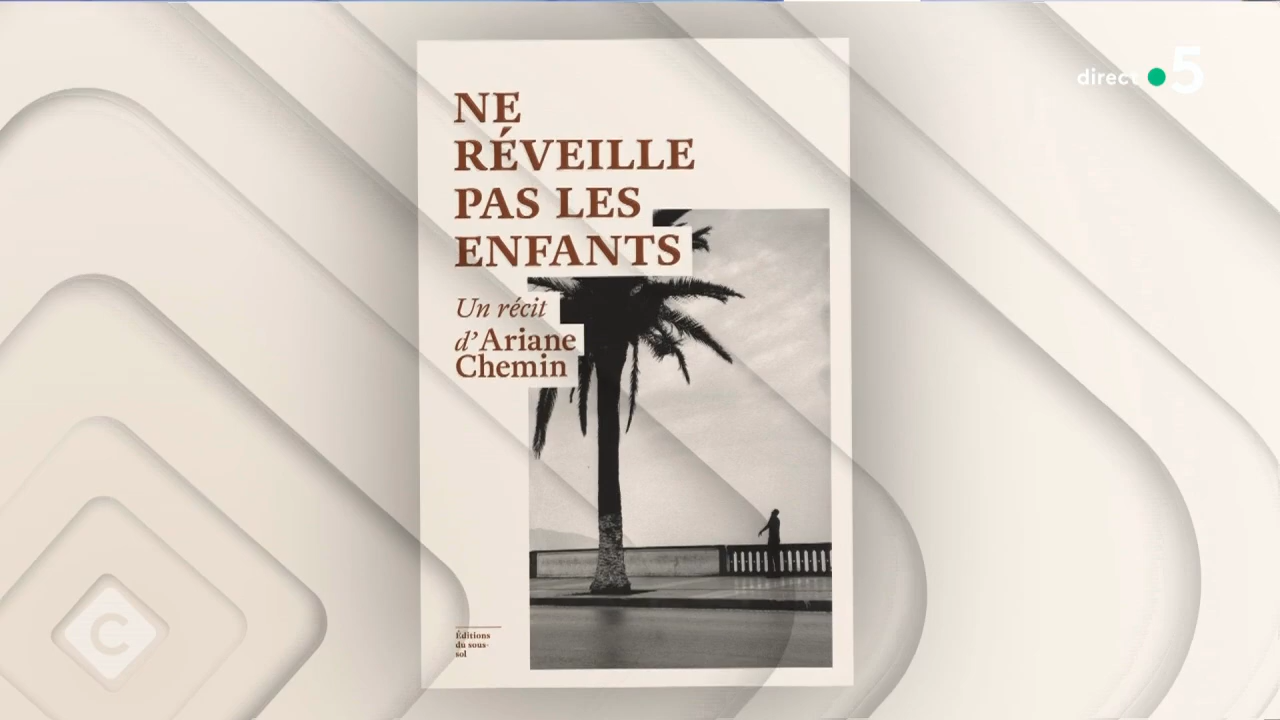 direct 5
NE
RÉVEILLE
PAS LES
ENFANTS
Un récit
d'Ariane
Chemin
Éditions
du sous-
sol
C